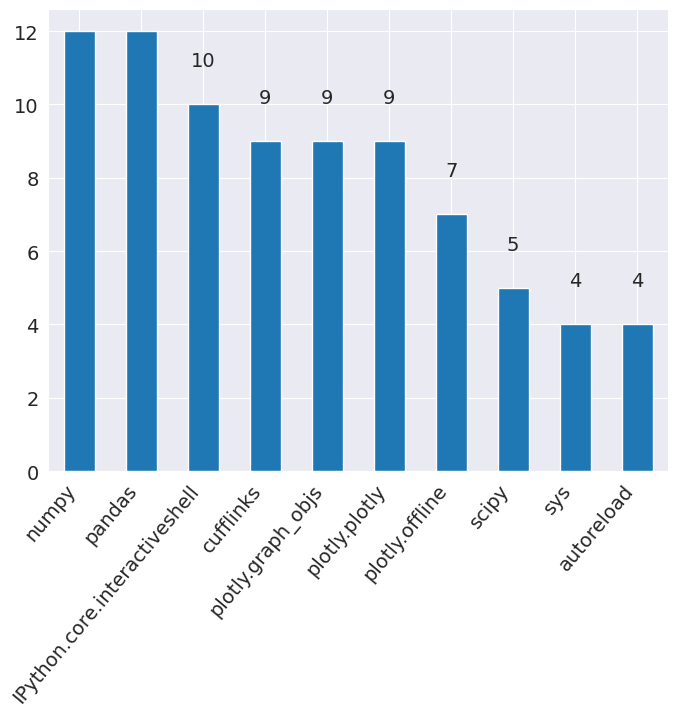 12
10
8
6
4
2
0
10
9
9
9
7
5
4
4
numpy
pandas
IPython.core.interactiveshell
cufflinks
plotly.graph_objs
plotly.plotly
plotly.offline
scipy
sys
autoreload